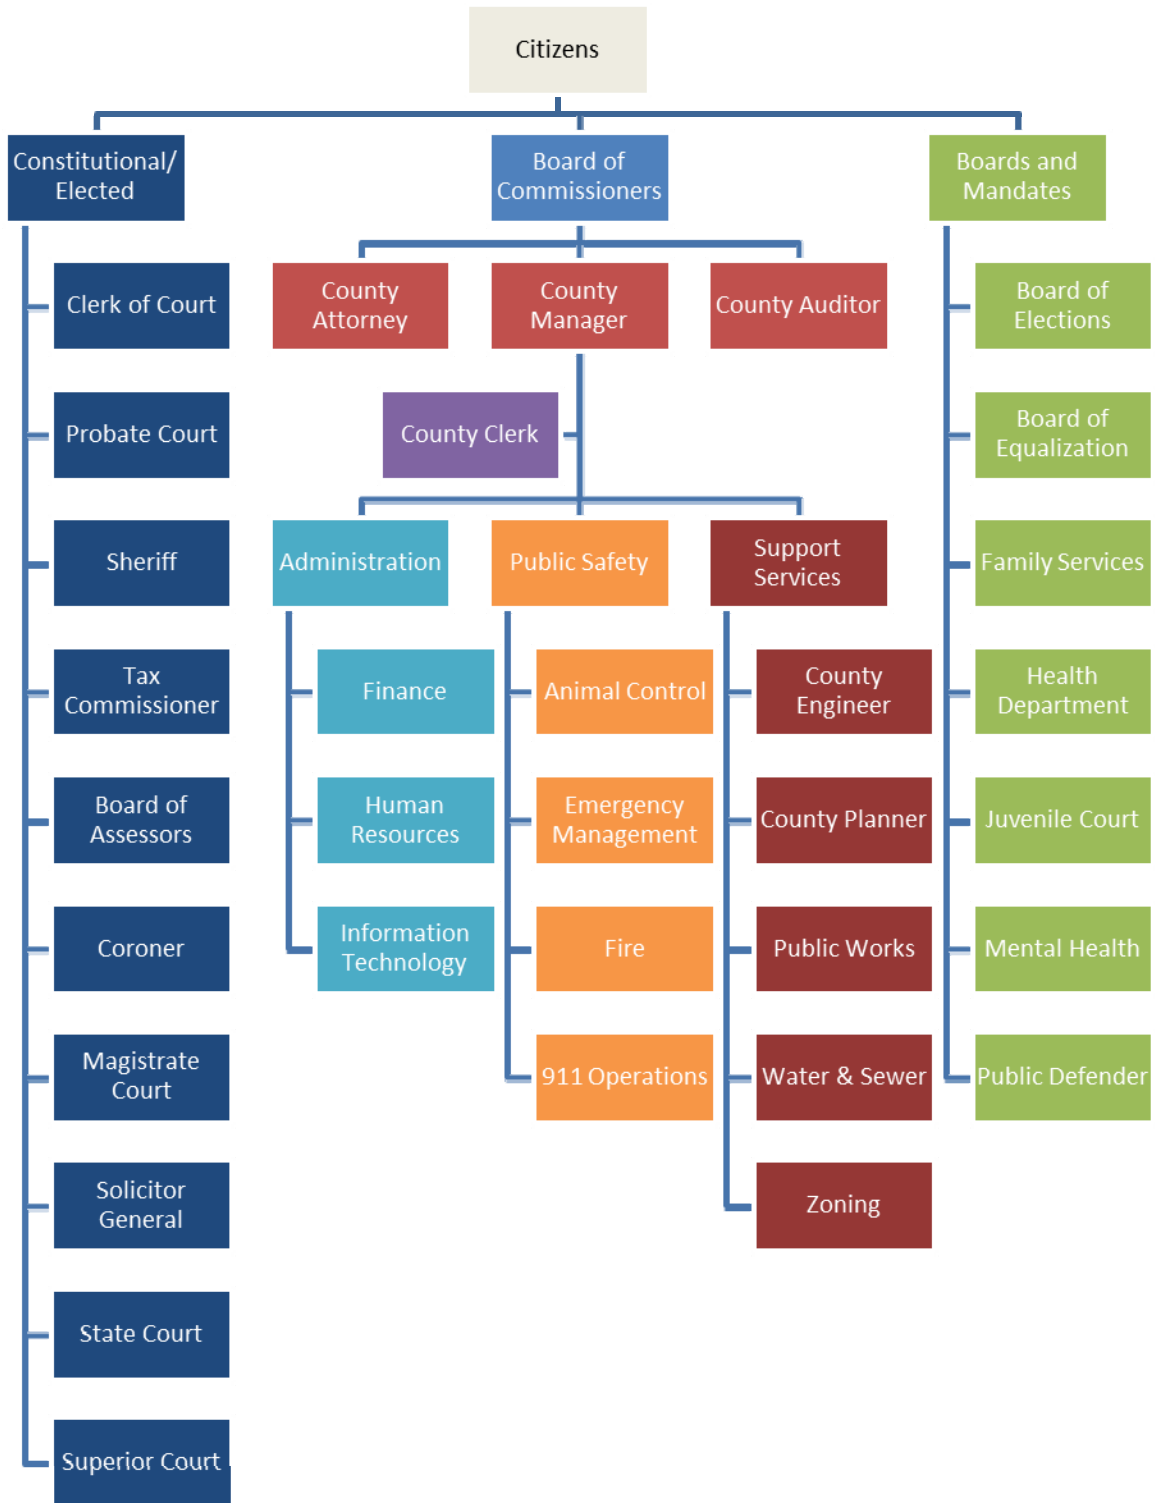 Citizens
Constitutional/
Elected
Board of
Commissioners
Boards and
Mandates
Clerk of Court
County
Attorney
County
Manager
County Auditor
Board of
Elections
Probate Court
County Clerk
Board of
Equalization
Sheriff
Administration
Public Safety
Support
Services
Family Services
Tax
Commissioner
Finance
Animal Control
County
Engineer
Health
Department
Board of
Assessors
Human
Resources
Emergency
Management
County Planner
Juvenile Court
Coroner
Information
Technology
Fire
Public Works
Mental Health
Magistrate
Court
911 Operations
Water & Sewer
Public Defender
Solicitor
General
Zoning
State Court
Superior Court